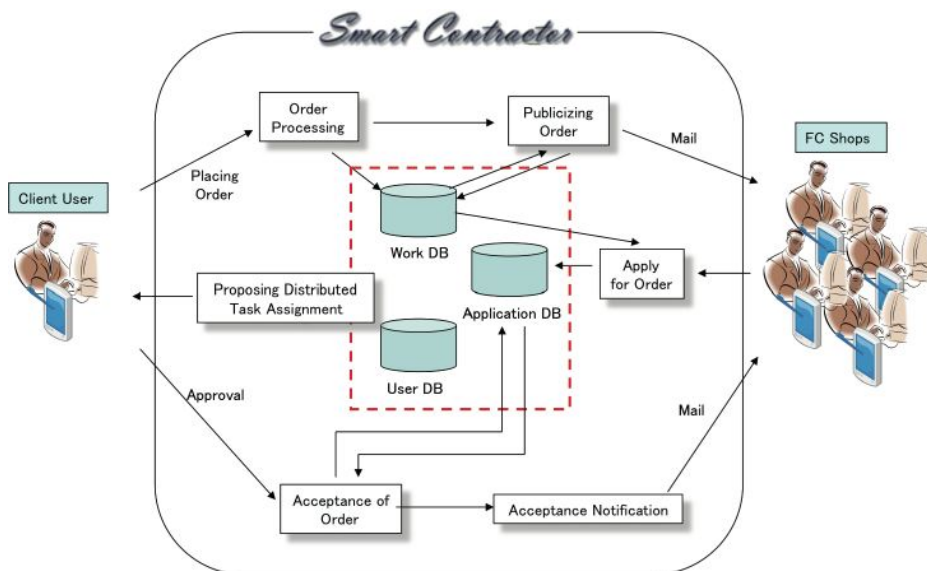 Smart Contractor
Order
Processing
Publicizing
Order
Mail
FC Shops
Placing
Order
Client User
Work DB
Apply
for Order
Proposing Distributed
Task Assignment
Application DB
User DB
Approval
Mail
Acceptance of
Order
Acceptance Notification